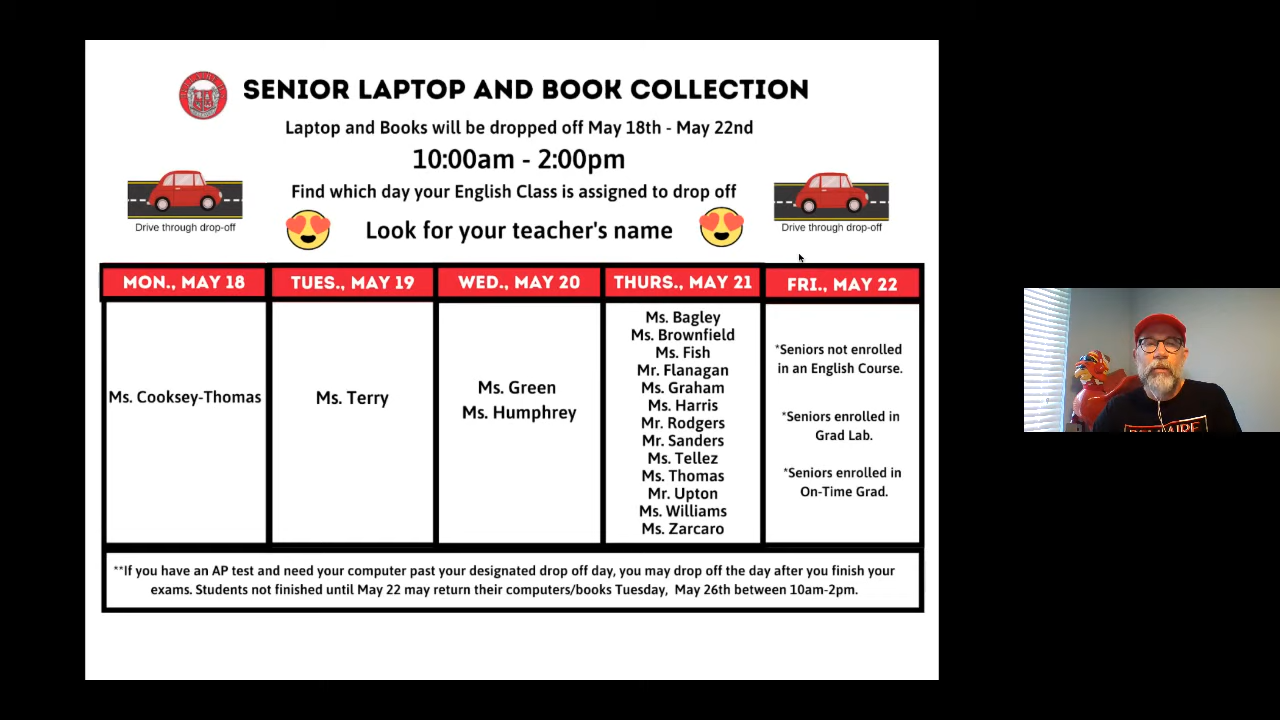 SENIOR LAPTOP AND BOOK COLLECTION
Laptop and Books will be dropped off May 18th - May 22nd
10:00am - 2:00pm
Find which day your English Class is assigned to drop off
Look for your teacher's name
Drive through drop-off
Drive through drop-off
MON., MAY 18
TUES., MAY 19
WED., MAY 20
THURS., MAY 21
FRI., MAY 22
Ms. Cooksey-Thomas
Ms. Terry
Ms. Green
Ms. Humphrey
Ms. Bagley
Ms. Brownfield
Ms. Fish
Mr. Flanagan
Ms. Graham
Ms. Harris
Mr. Rodgers
Mr. Sanders
Ms. Tellez
Ms. Thomas
Mr. Upton
Ms. Williams
Ms. Zarcaro
*Seniors not enrolled
in an English Course.
*Seniors enrolled in
Grad Lab.
*Seniors enrolled in
On-Time Grad.
**If you have an AP test and need your computer past your designated drop off day, you may drop off the day after you finish your
exams. Students not finished until May 22 may return their computers/books Tuesday, May 26th between 10am-2pm.